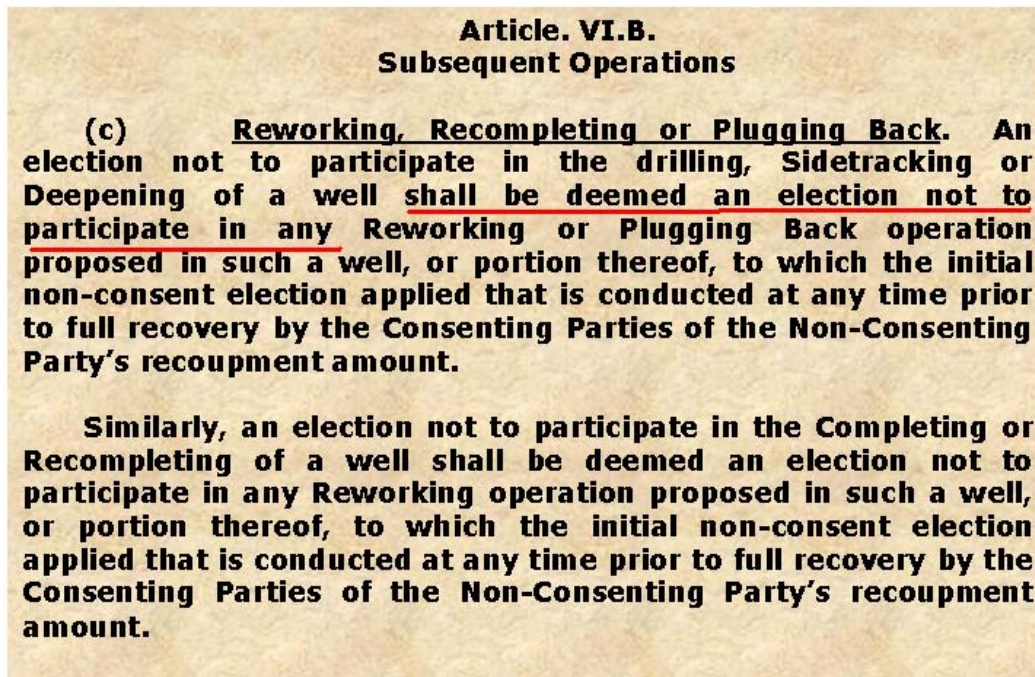 Article. VI.B.
Subsequent Operations
(c) Reworking, Recompleting or Plugging Back. An
election not to participate in the drilling, Sidetracking or
Deepening of a well shall be deemed an election not to
participate in any Reworking or Plugging Back operation
proposed in such a well, or portion thereof, to which the initial
non-consent election applied that is conducted at any time prior
to full recovery by the Consenting Parties of the Non-Consenting
Party's recoupment amount.
Similarly, an election not to participate in the Completing or
Recompleting of a well shall be deemed an election not to
participate in any Reworking operation proposed in such a well,
or portion thereof, to which the initial non-consent election
applied that is conducted at any time prior to full recovery by the
Consenting Parties of the Non-Consenting Party's recoupment
amount.